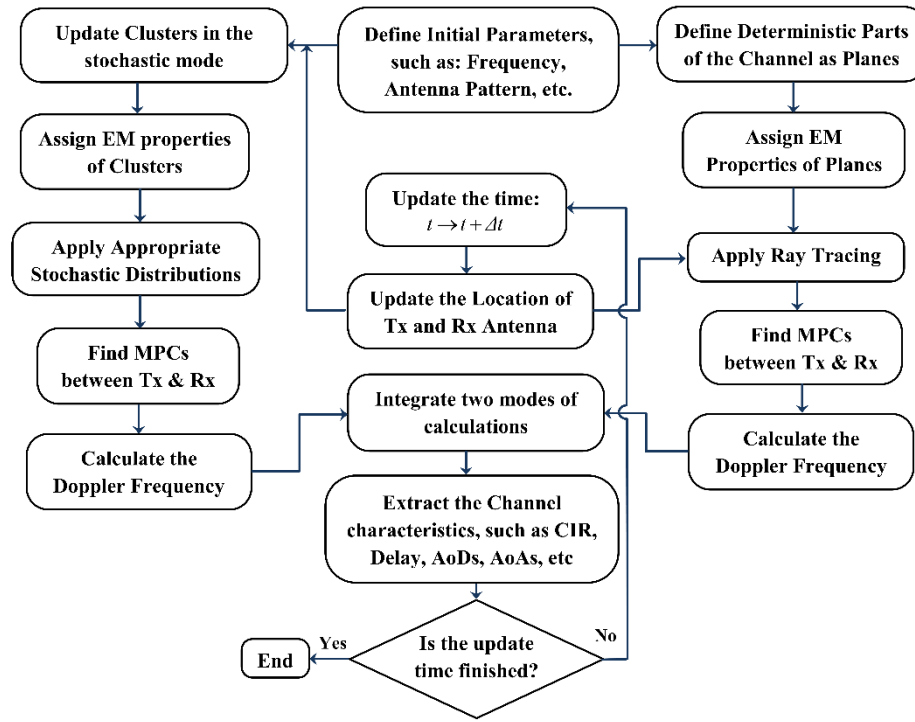 Update Clusters in the
stochastic mode
Define Initial Parameters,
such as: Frequency,
Antenna Pattern, etc.
Define Deterministic Parts
of the Channel as Planes
Assign EM properties
of Clusters
Assign EM
Properties of Planes
Update the time:
t → t + Δt
Apply Appropriate
Stochastic Distributions
Apply Ray Tracing
Update the Location of
Tx and Rx Antenna
Find MPCs
between Tx & Rx
Find MPCs
between Tx & Rx
Integrate two modes of
calculations
Calculate the
Doppler Frequency
Calculate the
Doppler Frequency
Extract the Channel
characteristics, such as CIR,
Delay, AoDs, AoAs, etc
Is the update
time finished?
Yes
No
End